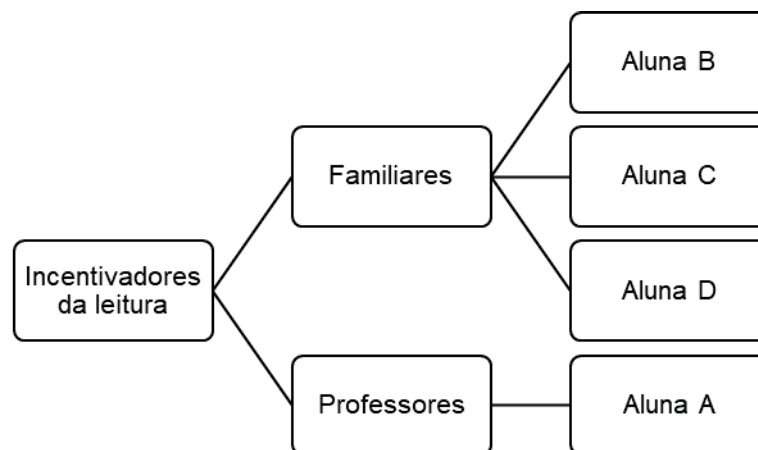 Incentivadores
da leitura
Familiares
Aluna B
Aluna C
Aluna D
Professores
Aluna A